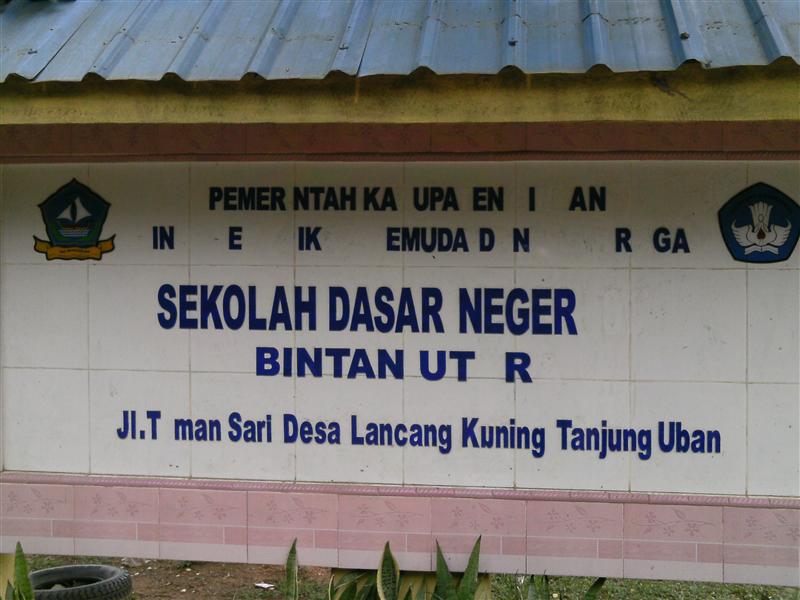 PEMER NTAH KA UPA EN I AN
IN E IK EMUDA D N R GA
SEKOLAH DASAR NEGER
BINTAN UT R
Jl.T man Sari Desa Lancang Kuning Tanjung Uban